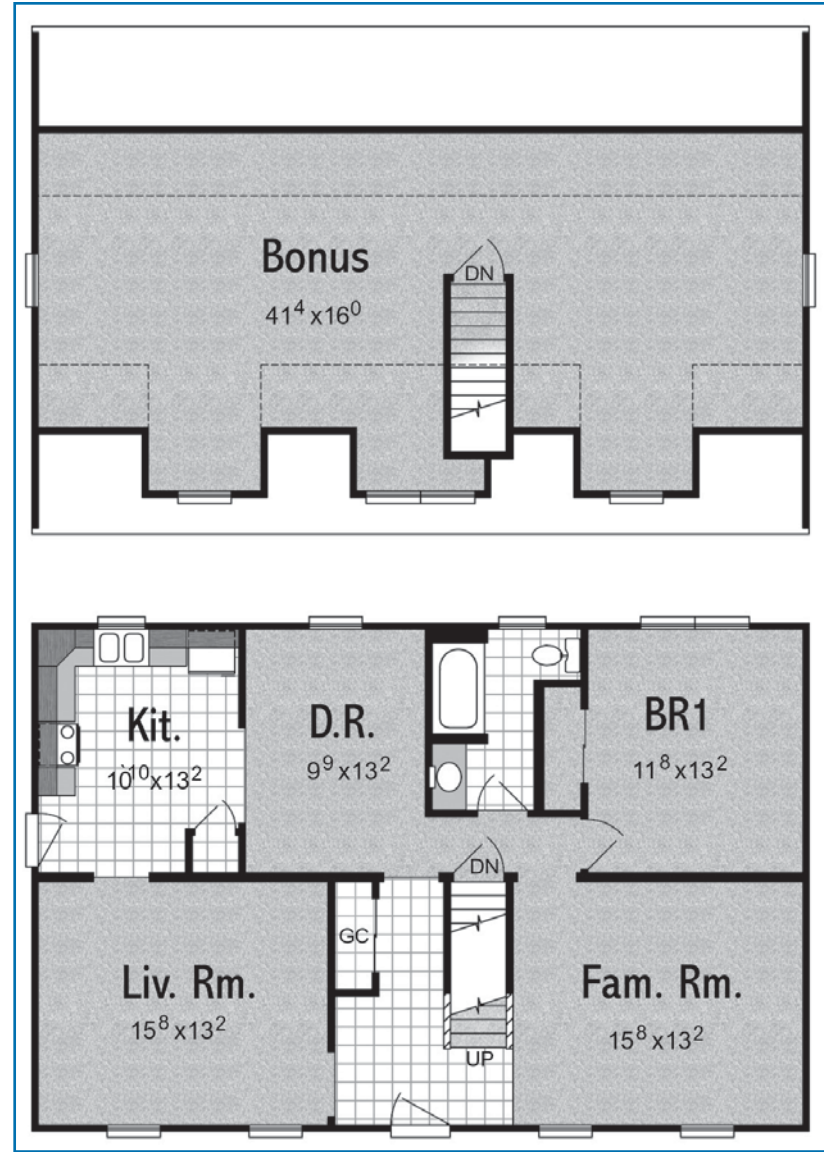 Bonus
41⁴ x16⁰
DN
Kit.
10¹⁰x13²
D.R.
9⁹ x13²
BR1
11⁸ x13²
DN
GC
Liv. Rm.
15⁸ x13²
Fam. Rm.
15⁸ x13²
UP